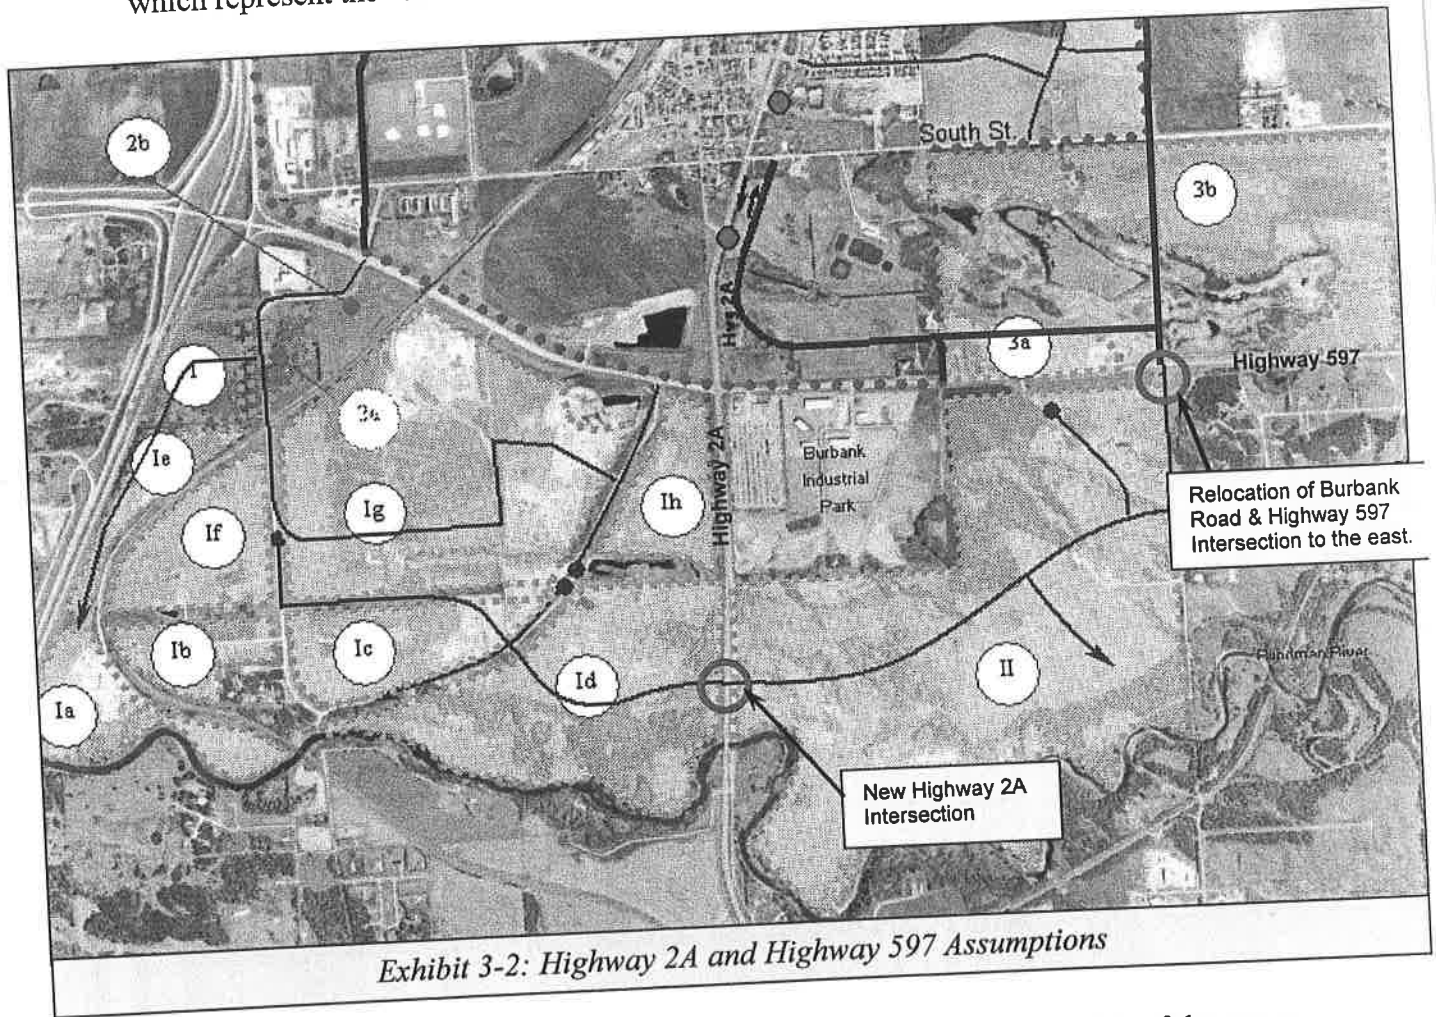 which represent the
2b
South St.
3b
Hwy 2A
3a
Highway 597
I
3a
Ie
Highway 2A
Burbank
Industrial
Park
Ig
Ih
If
Relocation of Burbank
Road & Highway 597
Intersection to the east.
Ib
Ic
Id
II
Ia
New Highway 2A
Intersection
Exhibit 3-2: Highway 2A and Highway 597 Assumptions